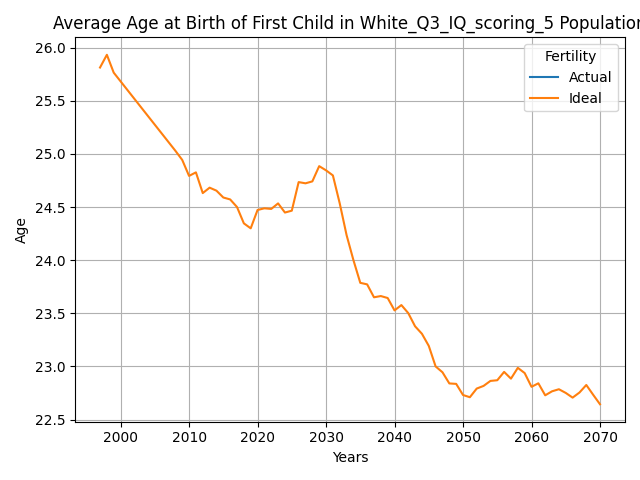 Average Age at Birth of First Child in White_Q3_IQ_scoring_5 Population
Fertility
Actual
Ideal
26.0
25.5
25.0
24.5
24.0
23.5
23.0
22.5
Age
2000 2010 2020 2030 2040 2050 2060 2070
Years